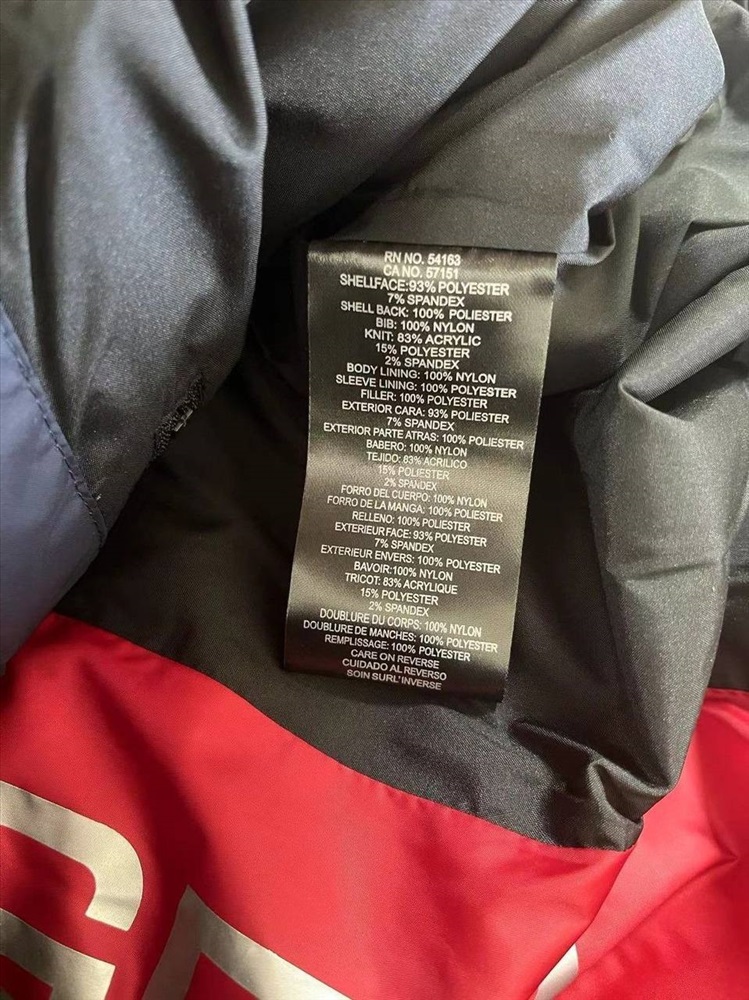 RN NO. 54163
CA NO. 57151
SHELLFACE:93% POLYESTER
7% SPANDEX
SHELL BACK: 100% POLIESTER
BIB: 100% NYLON
KNIT: 83% ACRYLIC
15% POLYESTER
2% SPANDEX
BODY LINING: 100% NYLON
SLEEVE LINING: 100% POLYESTER
FILLER: 100% POLYESTER
EXTERIOR CARA: 93% POLIESTER
7% SPANDEX
EXTERIOR PARTE ATRAS: 100% POLIESTER
BABERO: 100% NYLON
TEJIDO: 83% ACRILICO
15% POLIESTER
2% SPANDEX
FORRO DEL CUERPO: 100% NYLON
FORRO DE LA MANGA: 100% POLIESTER
RELLENO: 100% POLIESTER
EXTERIEUR FACE: 93% POLYESTER
7% SPANDEX
EXTERIEUR ENVERS: 100% POLYESTER
BAVOIR:100% NYLON
TRICOT: 83% ACRYLIQUE
15% POLYESTER
2% SPANDEX
DOUBLURE DU CORPS: 100% NYLON
DOUBLURE DE MANCHES: 100% POLYESTER
REMPLISSAGE: 100% POLYESTER
CARE ON REVERSE
CUIDADO AL REVERSO
SOIN SURL'INVERSE